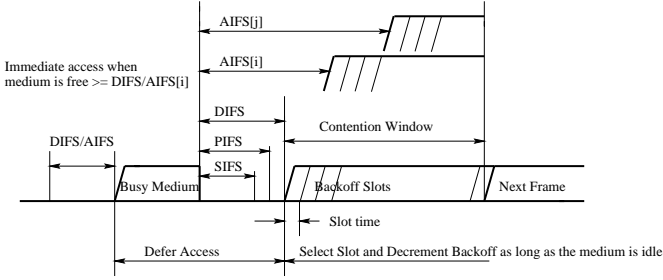 AIFS[j]
Immediate access when
AIFS[i]
medium is free >= DIFS/AIFS[i]
DIFS
Contention Window
DIFS/AIFS
PIFS
SIFS
Busy Medium
Backoff Slots
Next Frame
Slot time
Defer Access
Select Slot and Decrement Backoff as long as the medium is idle